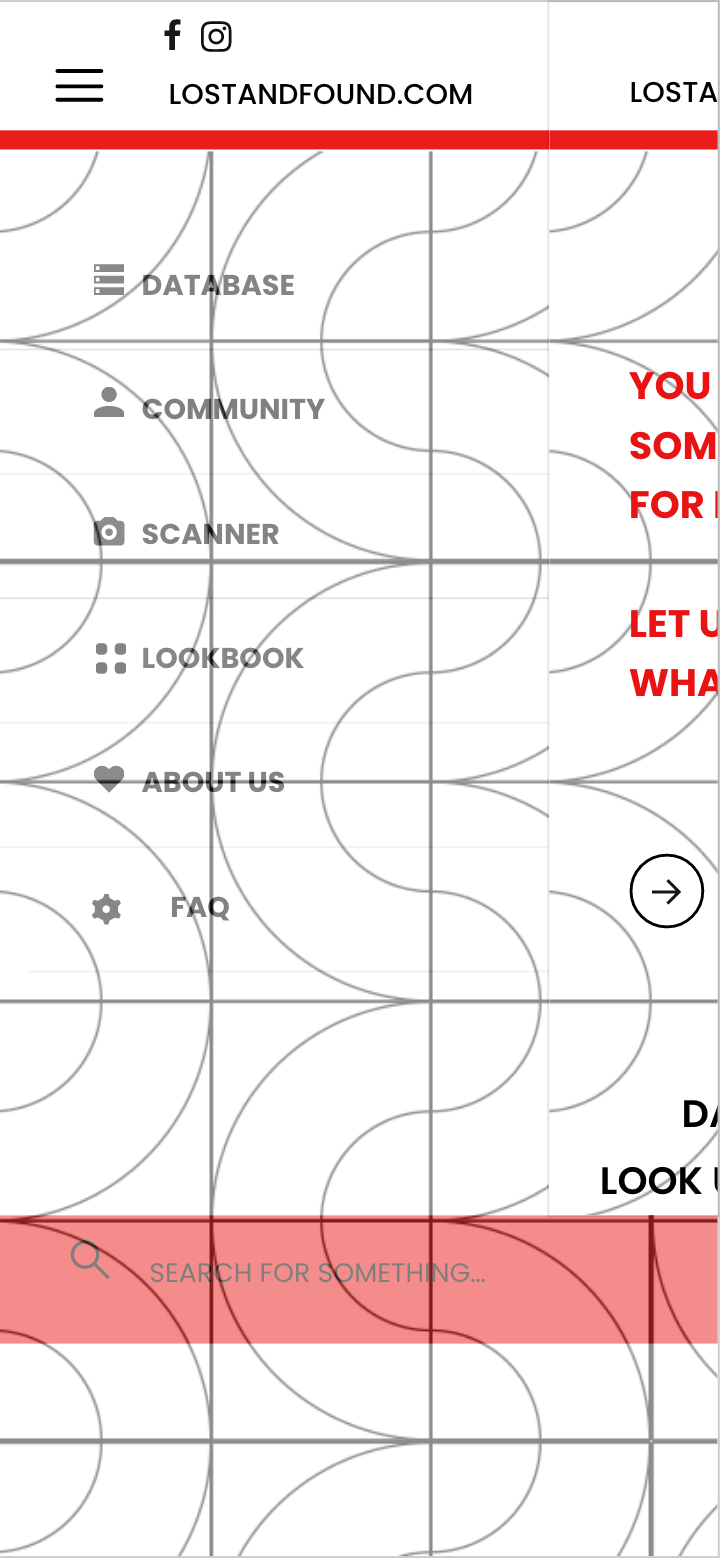 LOSTANDFOUND.COM
LOSTA
DATABASE
COMMUNITY
SCANNER
LOOKBOOK
ABOUT US
FAQ
YOU
SOM
FOR
LET U
WHA
DA
LOOK U
SEARCH FOR SOMETHING...